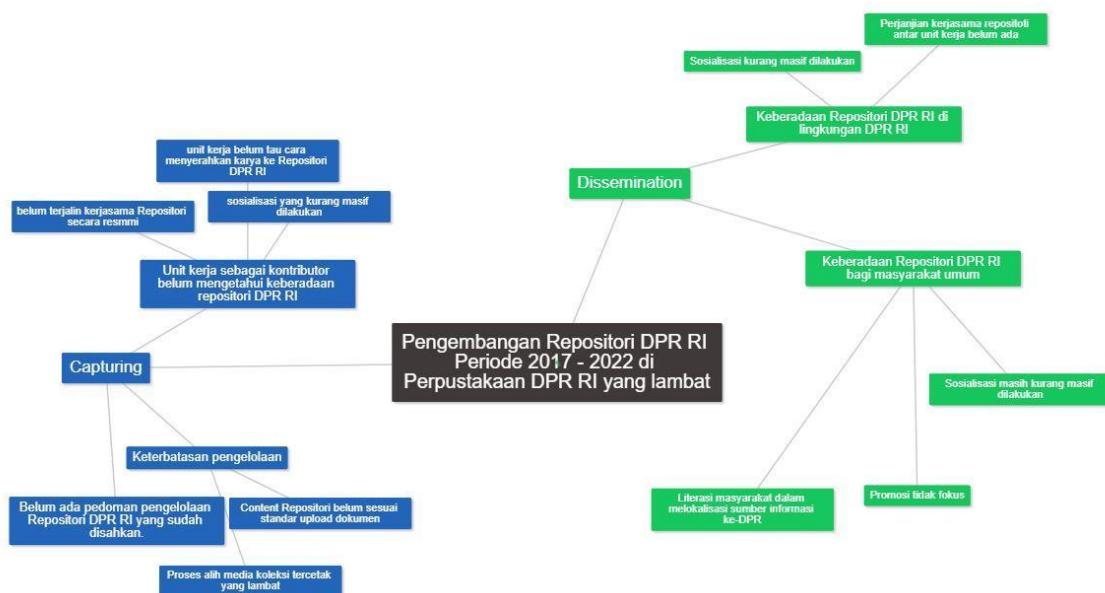 Perjanjian kerjasama repositoti
antar unit kerja belum ada
Sosialisasi kurang masif dilakukan
Keberadaan Repositori DPR RI di
lingkungan DPR RI
Dissemination
unit kerja belum tau cara
menyerahkan karya ke Repositori
DPR RI
belum terjalin kerjasama Repositori
secara resmmi
sosialisasi yang kurang masif
dilakukan
Unit kerja sebagai kontributor
belum mengetahui keberadaan
repositori DPR RI
Keberadaan Repositori DPR RI
bagi masyarakat umum
Pengembangan Repositori DPR RI
Periode 2017 - 2022 di
Perpustakaan DPR RI yang lambat
Capturing
Sosialisasi masih kurang masif
dilakukan
Keterbatasan pengelolaan
Belum ada pedoman pengelolaan
Repositori DPR RI yang sudah
disahkan.
Content Repositori belum sesuai
standar upload dokumen
Literasi masyarakat dalam
melokalisasi sumber informasi
ke-DPR
Promosi tidak fokus
Proses alih media koleksi tercetak
yang lambat